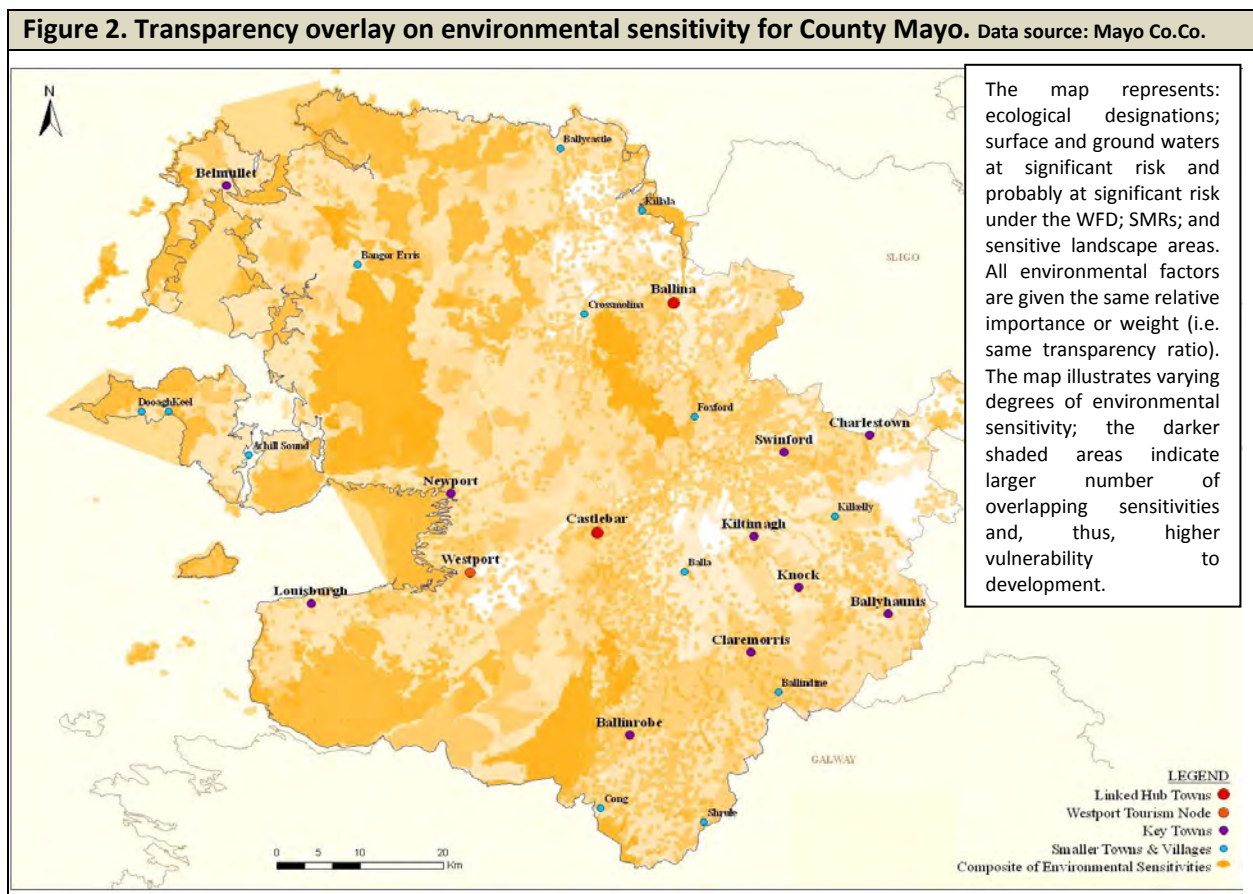 Figure 2. Transparency overlay on environmental sensitivity for County Mayo. Data source: Mayo Co.Co.
N
The map represents:
ecological designations;
surface and ground waters
at significant risk and
probably at significant risk
under the WFD; SMRs; and
sensitive landscape areas.
All environmental factors
are given the same relative
importance or weight (i.e.
same transparency ratio).
The map illustrates varying
degrees of environmental
sensitivity; the darker
shaded areas indicate
larger number of
overlapping sensitivities
and, thus, higher
vulnerability to
development.
Ballycastle
Belmullet
Killala
Bangor Erris
SLIGO
Ballina
Crossmolina
Dooagh
Keel
Foxford
Charlestown
Swinford
Achill Sound
Newport
Kilkelly
Castlebar
Kiltimagh
Westport
Balla
Knock
Louisburgh
Ballyhaunis
Claremorris
Ballindine
Ballinrobe
GALWAY
Cong
Shrule
LEGEND
Linked Hub Towns
Westport Tourism Node
Key Towns
Smaller Towns & Villages
Composite of Environmental Sensitivities
0 5 10 20
Km